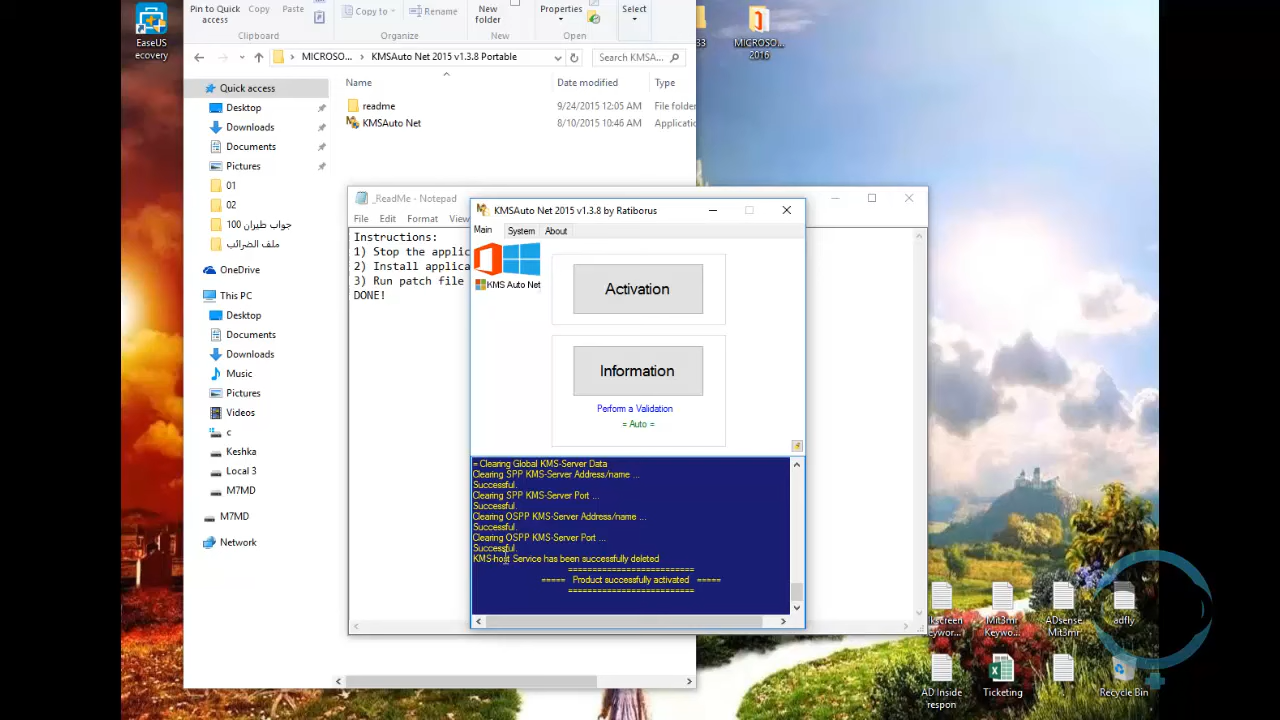 EaseUS
ecovery
Pin to Quick
access
Copy
Paste
Clipboard
Copy to
Rename
Organize
New
folder
New
Properties
Open
Select
33
MICROSO...
2016
MICROSO...
KMSAuto Net 2015 v1.3.8 Portable
Search KMSA...
Quick access
Desktop
Downloads
Documents
Pictures
01
02
جواب طيران 100
ملف الضرائب
OneDrive
This PC
Desktop
Documents
Downloads
Music
Pictures
Videos
c
Keshka
Local 3
M7MD
M7MD
Network
Name
Date modified
Type
readme
9/24/2015 12:05 AM
File folder
KMSAuto Net
8/10/2015 10:46 AM
Applicatio
_ReadMe - Notepad
File
Edit
Format
View
Instructions:
1) Stop the applic
2) Install applica
3) Run patch file
DONE!
KMSAuto Net 2015 v1.3.8 by Ratiborus
Main
System
About
KMS Auto Net
Activation
Information
Perform a Validation
= Auto =
= Clearing Global KMS-Server Data
Clearing SPP KMS-Server Address/name ...
Successful.
Clearing SPP KMS-Server Port ...
Successful.
Clearing OSPP KMS-Server Address/name ...
Successful.
Clearing OSPP KMS-Server Port ...
Successful.
KMS-host Service has been successfully deleted
=========================
===== Product successfully activated =====
=========================
lkscreen
eywor...
Mit3mr
Keywo...
ADsense
Mit3mr
adfly
AD Inside
respon
Ticketing
Recycle Bin